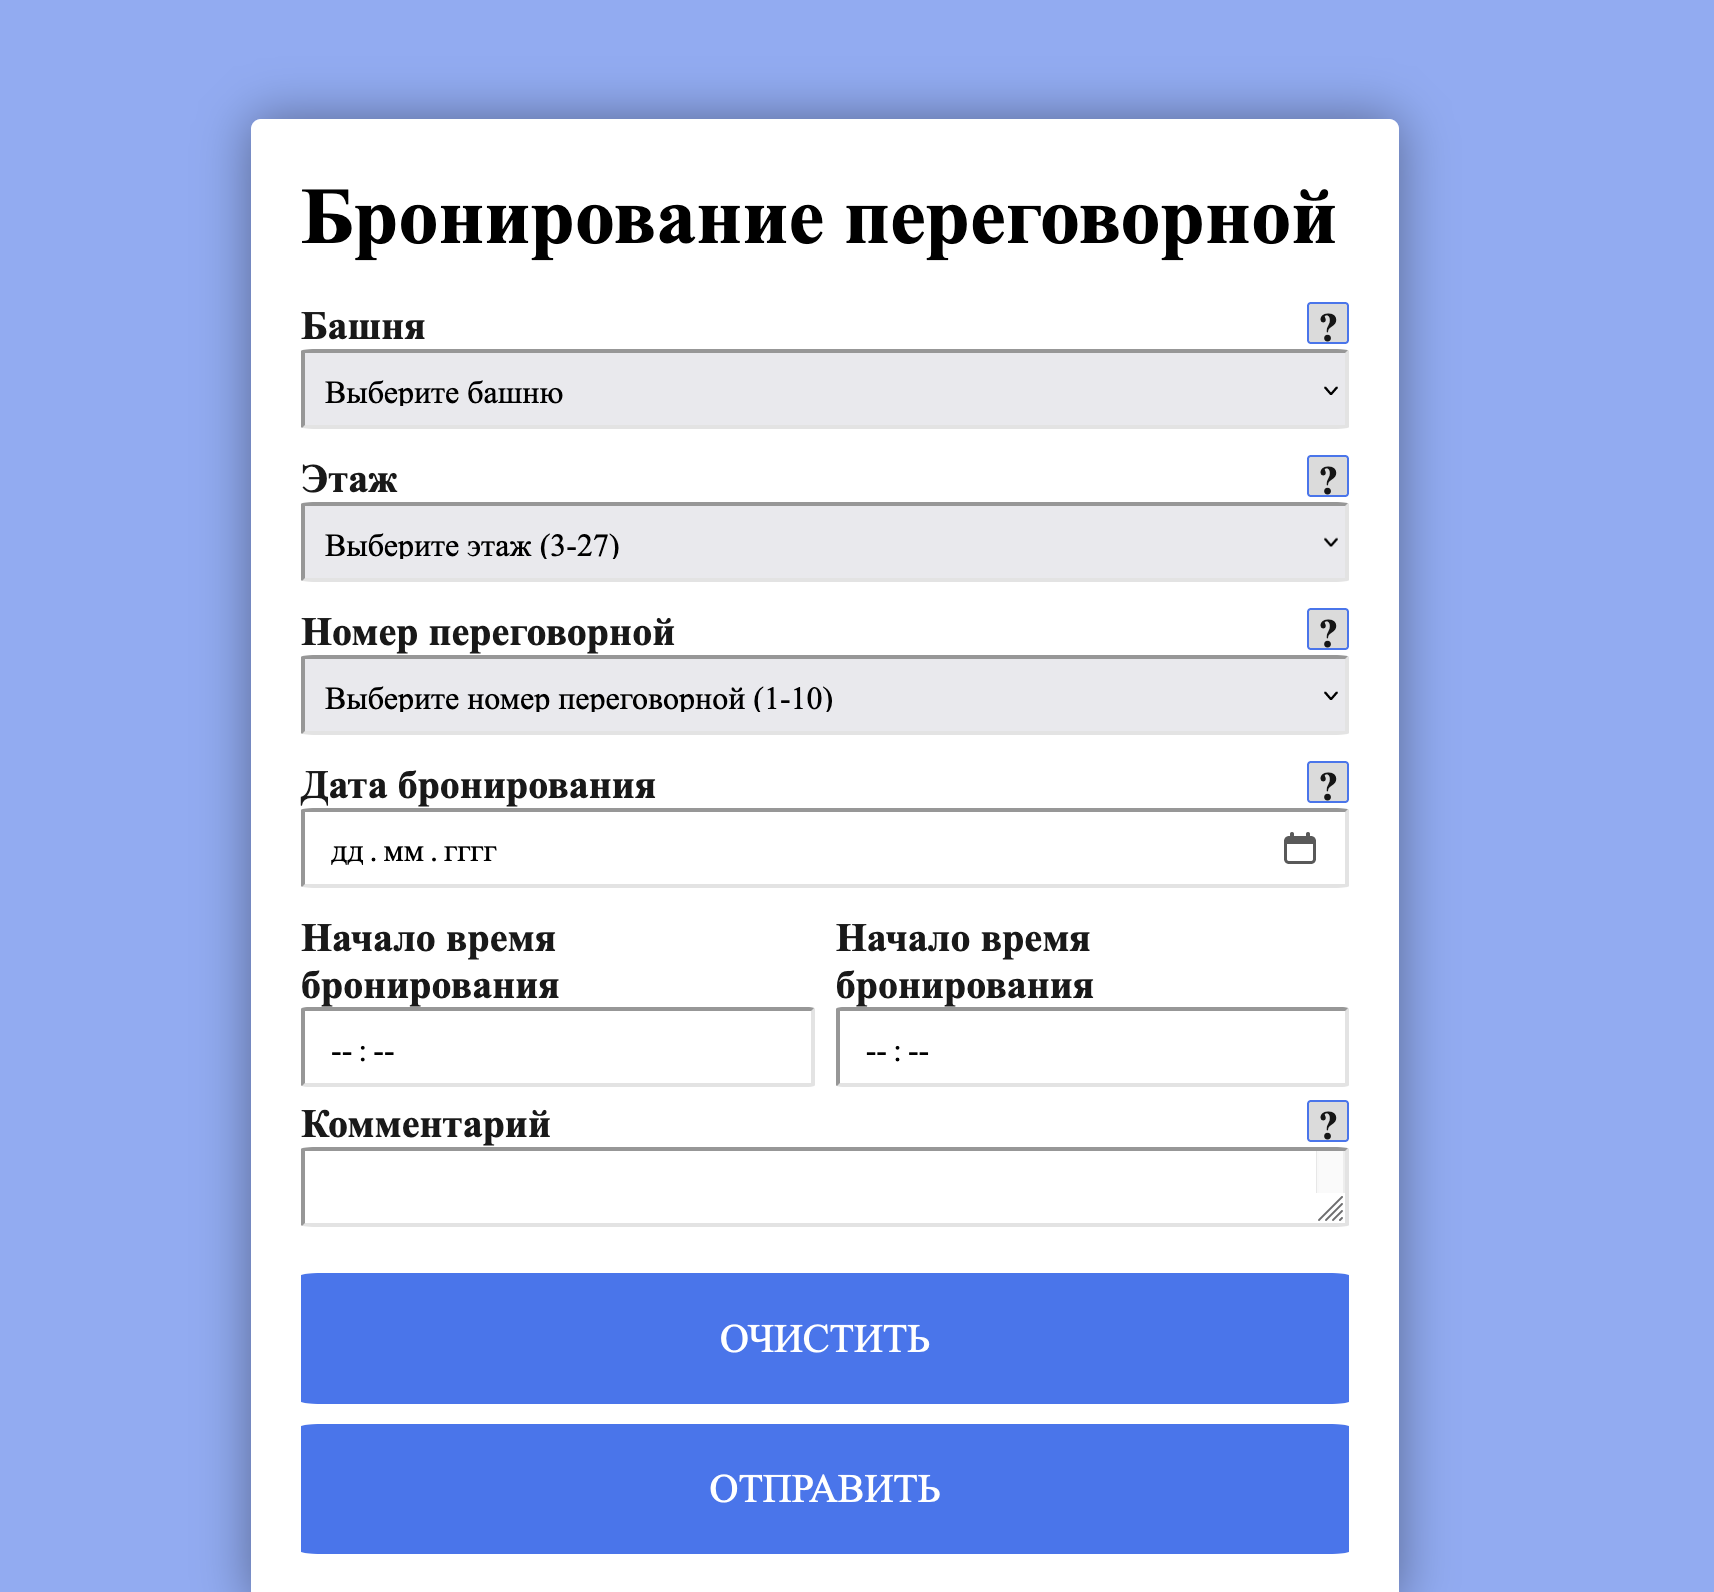 Бронирование переговорной
Башня ?
Выберите башню
Этаж ?
Выберите этаж (3-27)
Номер переговорной ?
Выберите номер переговорной (1-10)
Дата бронирования ?
дд . мм . гггг
Начало время
бронирования
-- : --
Начало время
бронирования
-- : --
Комментарий ?
ОЧИСТИТЬ
ОТПРАВИТЬ